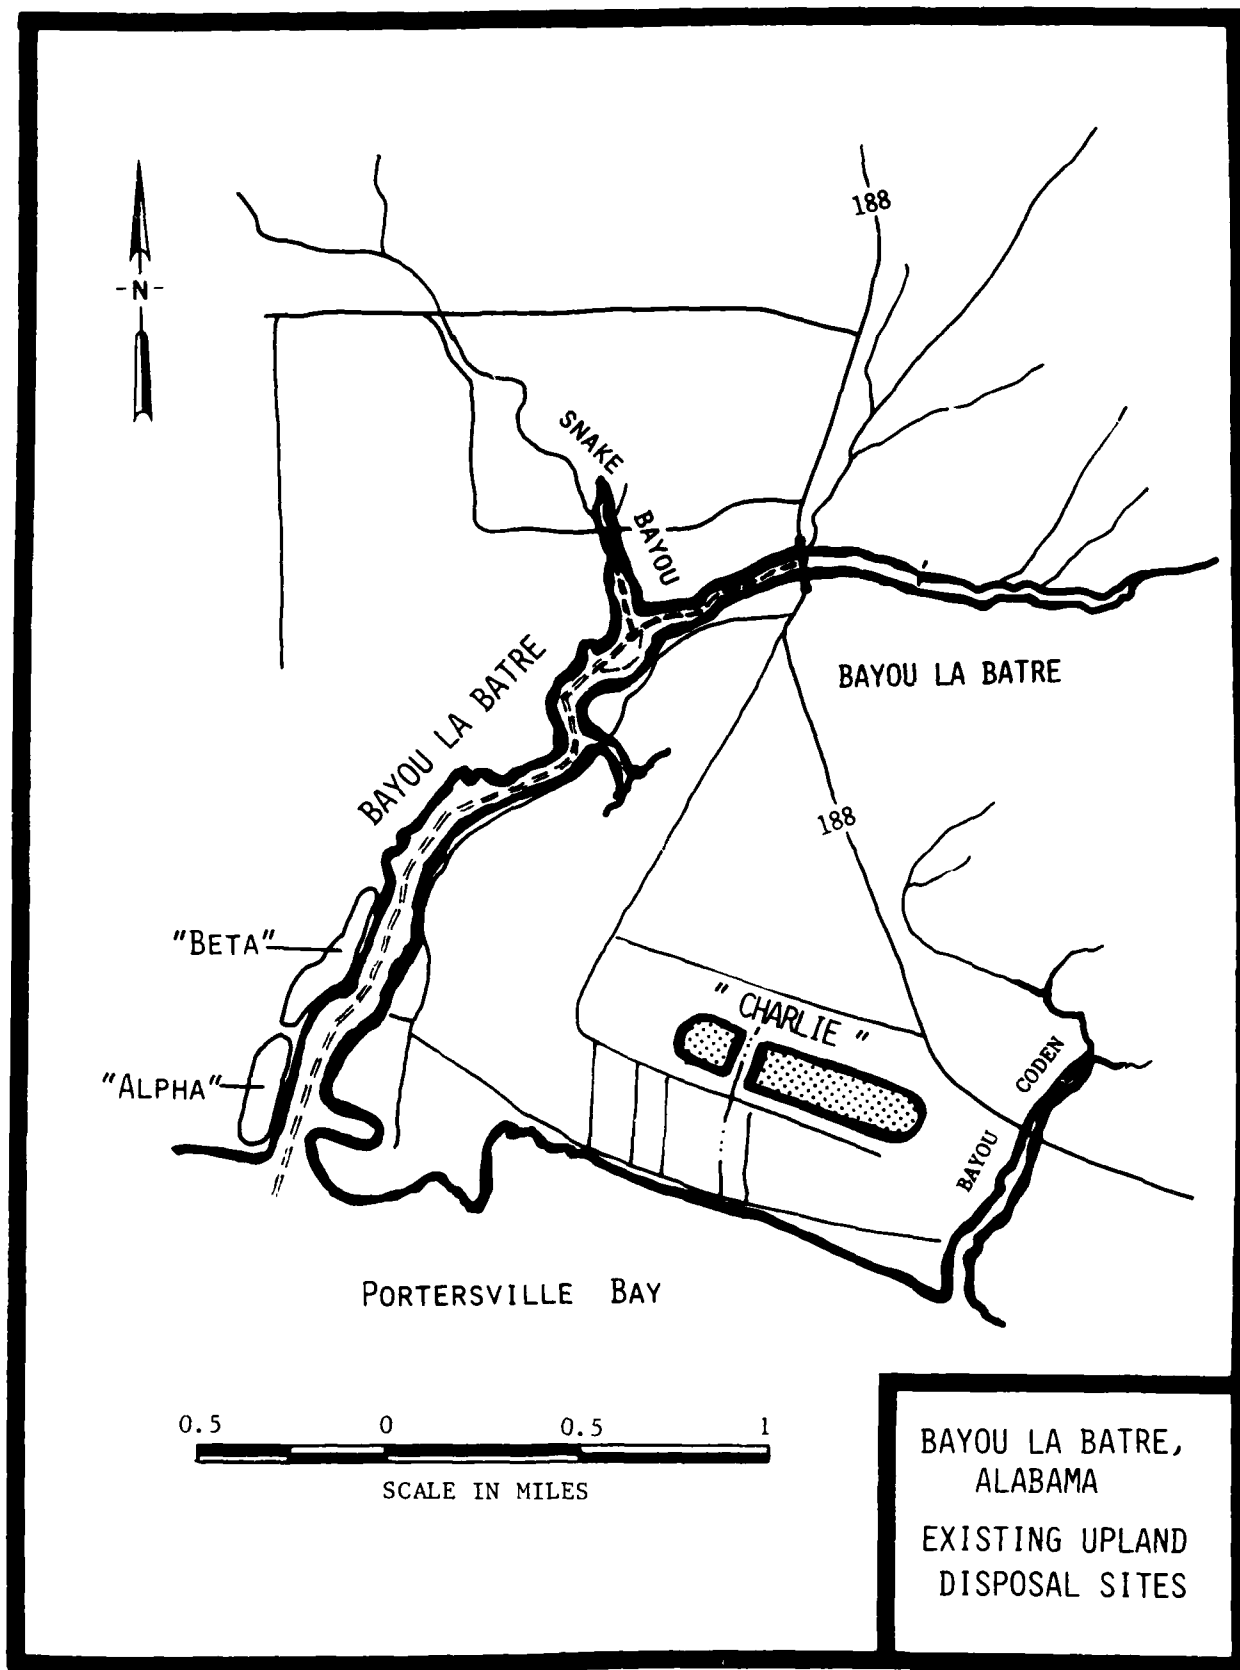 188
-N-
SNAKE
BAYOU
BAYOU LA BATRE
BAYOU LA BATRE
188
"BETA"
"CHARLIE"
"ALPHA"
BAYOU CODEN
PORTERSVILLE BAY
0.5 0 0.5 1
SCALE IN MILES
BAYOU LA BATRE,
ALABAMA
EXISTING UPLAND
DISPOSAL SITES